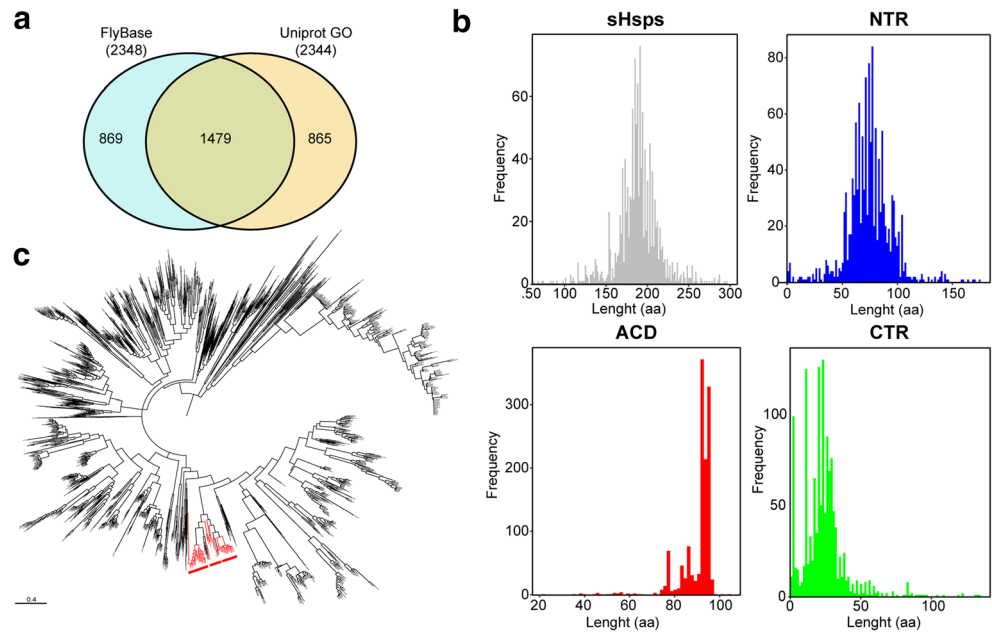 a
FlyBase
(2348)
Uniprot GO
(2344)
869
1479
865
b
sHsps
Frequency
60
40
20
0
.50 100 150 200 250 300
Lenght (aa)
NTR
80
60
40
20
0
0 50 100 150
Lenght (aa)
ACD
Frequency
300
200
100
0
20 40 60 80 100
Lenght (aa)
CTR
Frequency
100
50
0
0 50 100
Lenght (aa)
c
0.4